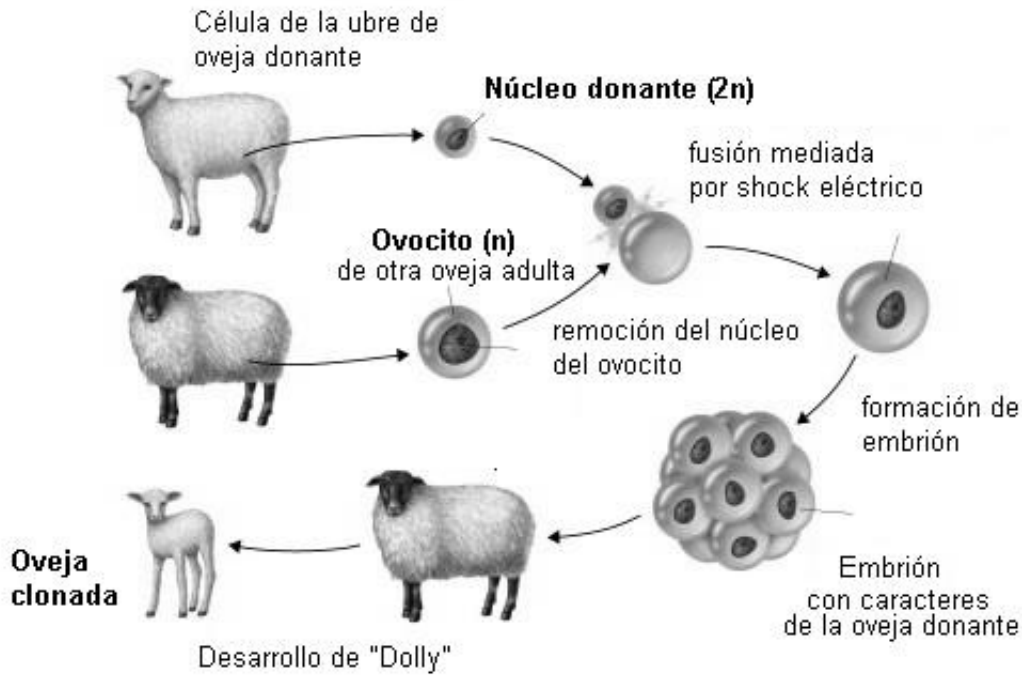 Célula de la ubre de
oveja donante
Núcleo donante (2n)
fusión mediada
por shock eléctrico
Ovocito (n)
de otra oveja adulta
remoción del núcleo
del ovocito
formación de
embrión
Embrión
con caracteres
de la oveja donante
Oveja
clonada
Desarrollo de "Dolly"